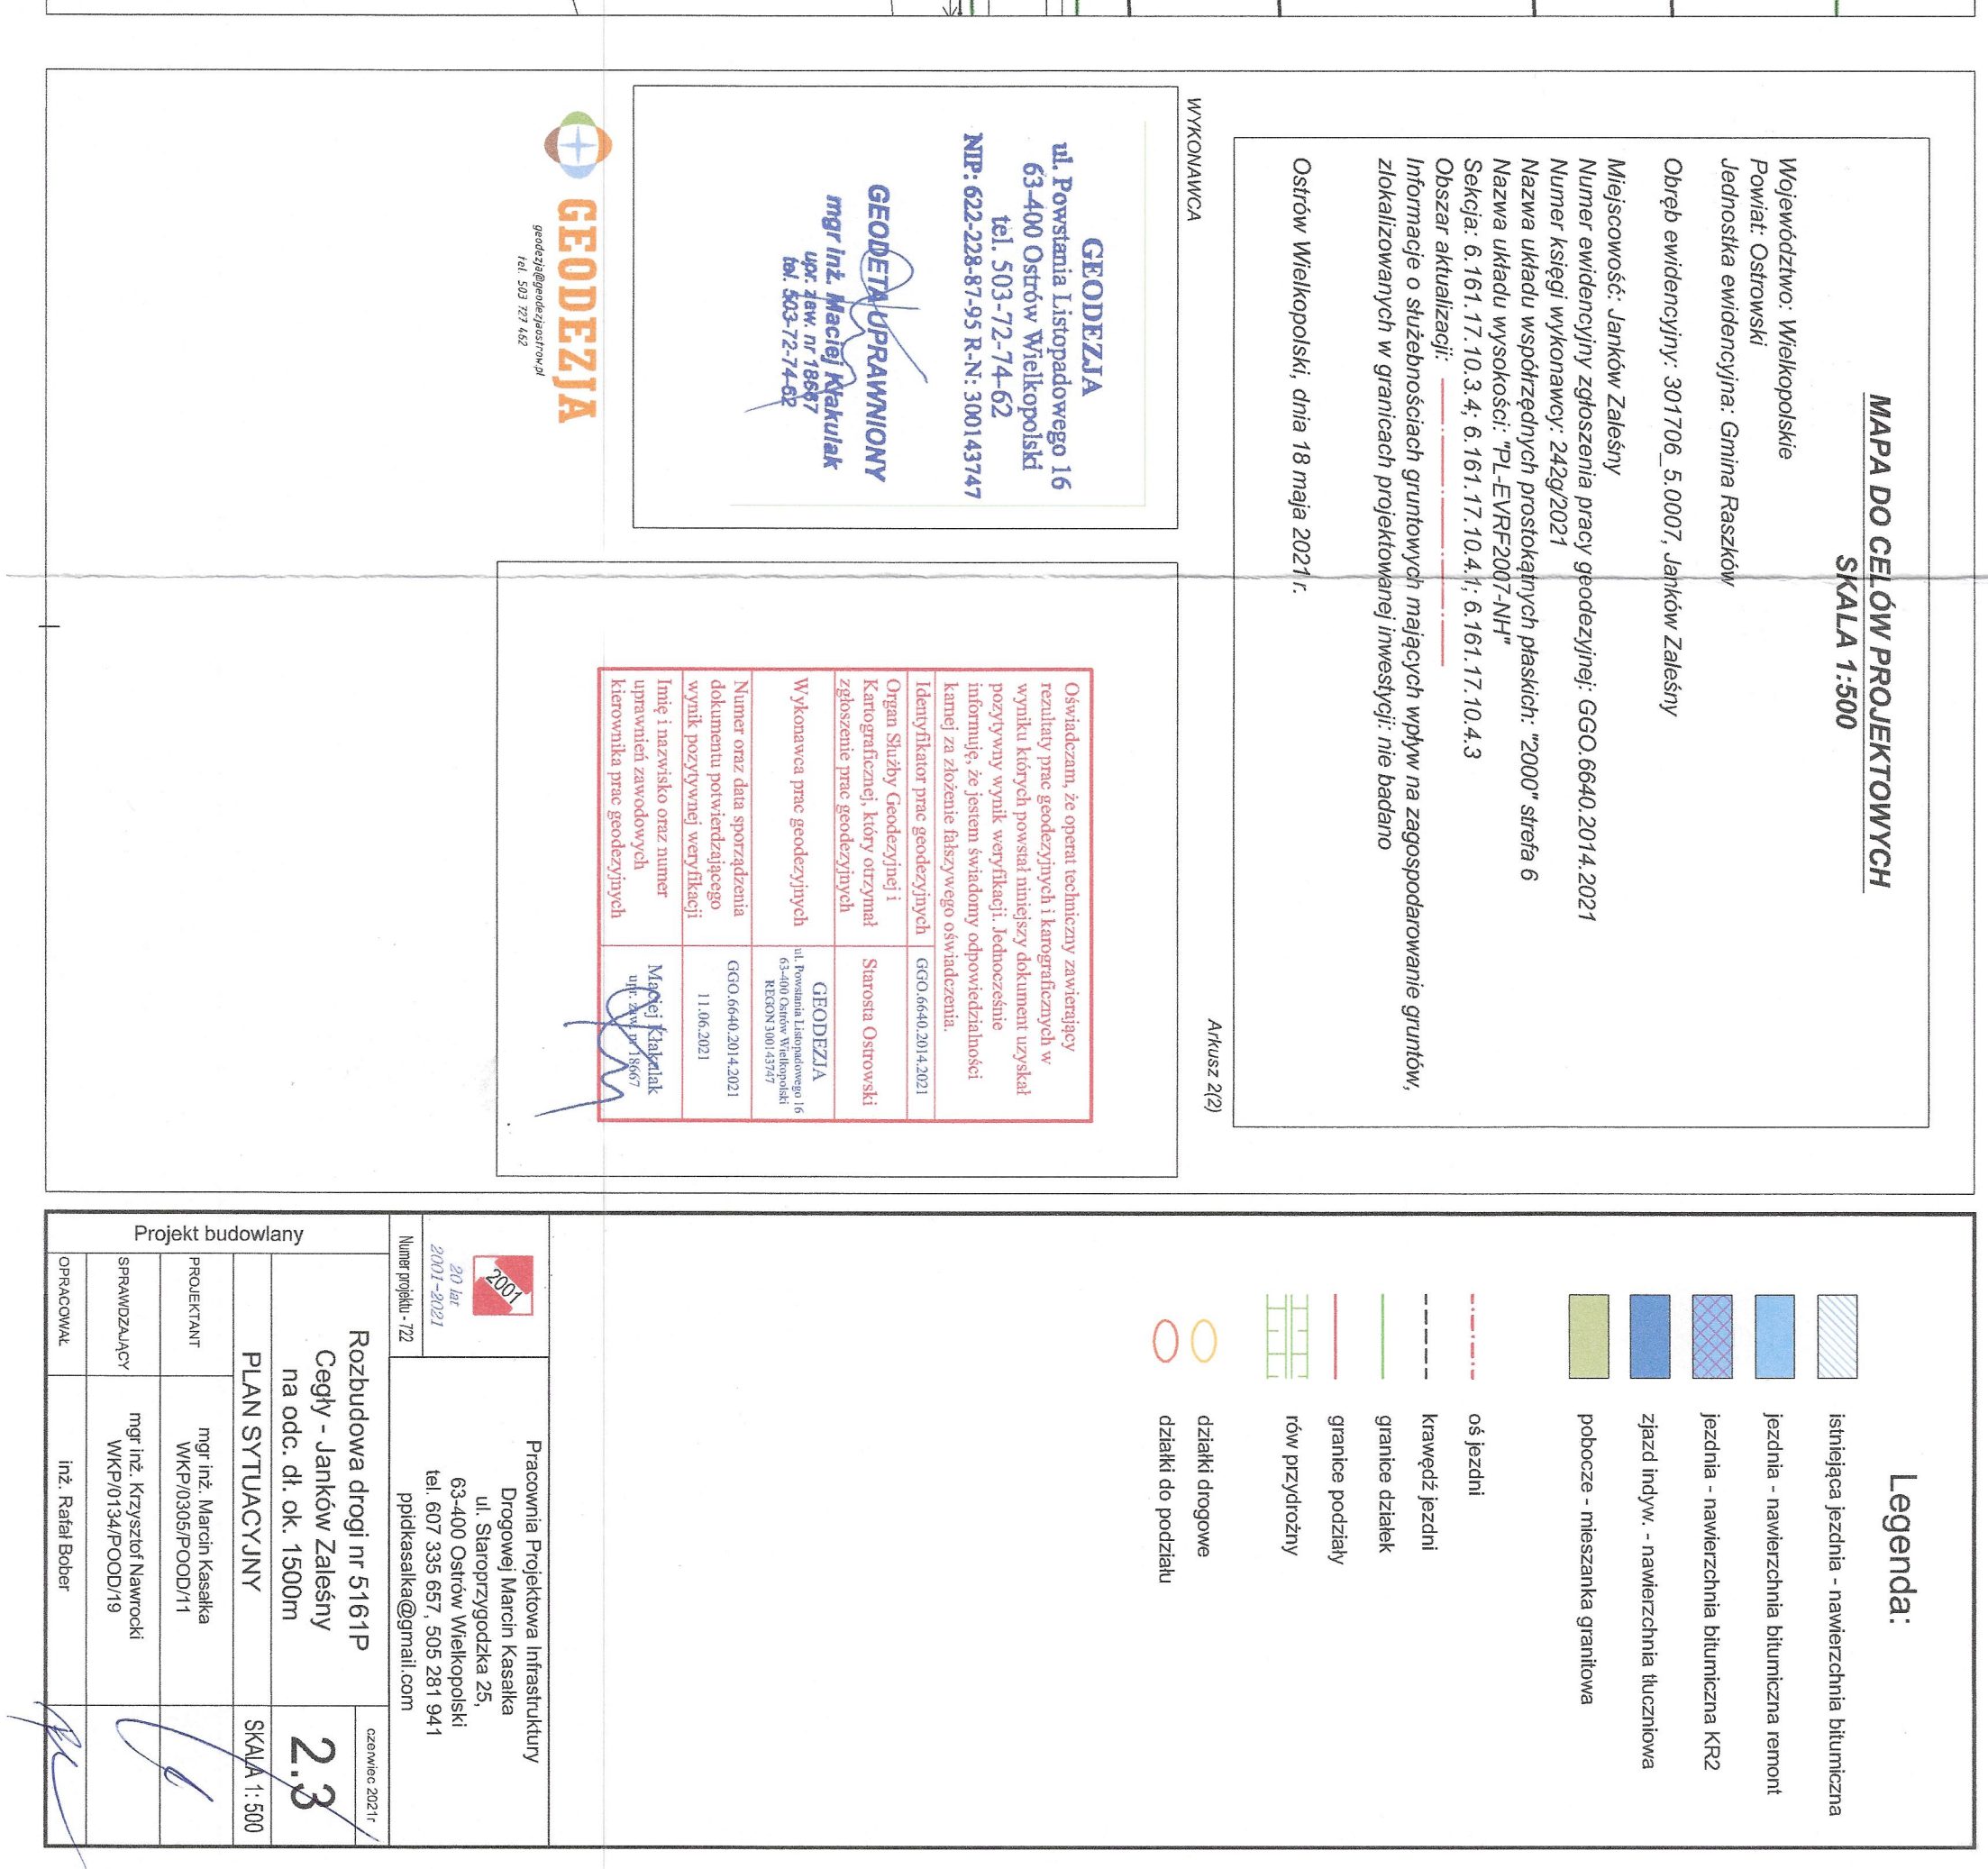 MAPA DO CELÓW PROJEKTOWYCH
SKALA 1:500
Województwo: Wielkopolskie
Powiat: Ostrowski
Jednostka ewidencyjna: Gmina Raszków
Obręb ewidencyjny: 301706_5.0007, Janków Zaleśny
Miejscowość: Janków Zaleśny
Numer ewidencyjny zgłoszenia pracy geodezyjnej: GGO.6640.2014.2021
Numer księgi wykonawcy: 242g/2021
Nazwa układu współrzędnych prostokątnych płaskich: "2000" strefa 6
Nazwa układu wysokości: "PL-EVRF2007-NH"
Sekcja: 6.161.17.10.3.4; 6.161.17.10.4.1; 6.161.17.10.4.3
Obszar aktualizacji:
Informacje o służebnościach gruntowych mających wpływ na zagospodarowanie gruntów,
zlokalizowanych w granicach projektowanej inwestycji: nie badano
Ostrów Wielkopolski, dnia 18 maja 2021 r.
WYKONAWCA
Arkusz 2(2)
GEODEZJA
ul. Powstania Listopadowego 16
63-400 Ostrów Wielkopolski
tel. 503-72-74-62
NIP: 622-228-87-95 R-N: 300143747
GEODETA UPRAWNIONY
mgr inż. Maciej Kłakulak
upr. zaw. nr 18667
tel. 503-72-74-62
GEODEZJA
geodezja@geodezjaostrow.pl
tel. 503 727 462
Oświadczam, że operat techniczny zawierający
rezultaty prac geodezyjnych i karograficznych w
wyniku których powstał niniejszy dokument uzyskał
pozytywny wynik weryfikacji. Jednocześnie
informuję, że jestem świadomy odpowiedzialności
karnej za złożenie fałszywego oświadczenia.
Identyfikator prac geodezyjnych
GGO.6640.2014.2021
Organ Służby Geodezyjnej i
Kartograficznej, który otrzymał
zgłoszenie prac geodezyjnych
Starosta Ostrowski
Wykonawca prac geodezyjnych
GEODEZJA
ul. Powstania Listopadowego 16
63-400 Ostrów Wielkopolski
REGON 300143747
Numer oraz data sporządzenia
dokumentu potwierdzającego
wynik pozytywnej weryfikacji
GGO.6640.2014.2021
11.06.2021
Imię i nazwisko oraz numer
uprawnień zawodowych
kierownika prac geodezyjnych
Maciej Kłakulak
upr. zaw. nr 18667
Legenda:
istniejąca jezdnia - nawierzchnia bitumiczna
jezdnia - nawierzchnia bitumiczna remont
jezdnia - nawierzchnia bitumiczna KR2
zjazd indyw. - nawierzchnia tłuczniowa
pobocze - mieszanka granitowa
oś jezdni
krawędź jezdni
granice działek
granice podziały
rów przydrożny
działki drogowe
działki do podziału
2001
20 lat
2001-2021
Numer projektu - 722
Pracownia Projektowa Infrastruktury
Drogowej Marcin Kasałka
ul. Staroprzygodzka 25,
63-400 Ostrów Wielkopolski
tel. 607 335 657, 505 281 941
ppidkasalka@gmail.com
Projekt budowlany
Rozbudowa drogi nr 5161P
Cegły - Janków Zaleśny
na odc. dł. ok. 1500m
czerwiec 2021r
2.3
PLAN SYTUACYJNY
SKALA 1: 500
PROJEKTANT
mgr inż. Marcin Kasałka
WKP/0305/POOD/11
SPRAWDZAJĄCY
mgr inż. Krzysztof Nawrocki
WKP/0134/POOD/19
OPRACOWAŁ
inż. Rafał Bober